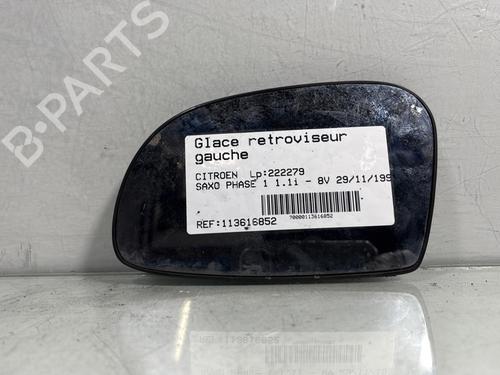 B-PARTS
Glace retroviseur
gauche
CITROEN Lp:222279
SAXO PHASE 1 1.1i - 8V 29/11/199
70000113616852
REF:113616852